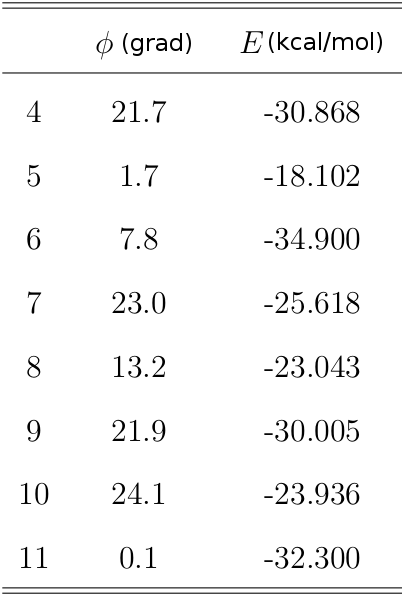 ϕ (grad) E (kcal/mol)
4 21.7 -30.868
5 1.7 -18.102
6 7.8 -34.900
7 23.0 -25.618
8 13.2 -23.043
9 21.9 -30.005
10 24.1 -23.936
11 0.1 -32.300